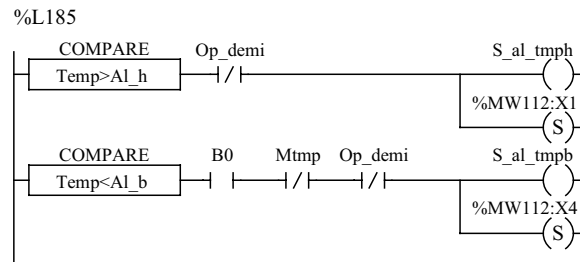 %L185
COMPARE Op_demi S_al_tmph
Temp>Al_h
%MW112:X1
S
COMPARE B0 Mtmp Op_demi S_al_tmpb
Temp<Al_b
%MW112:X4
S